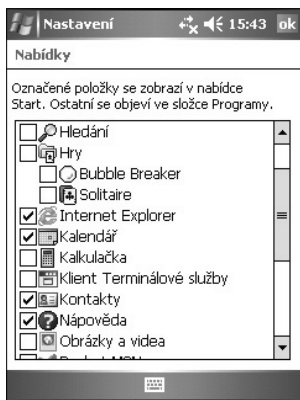 Nastavení 15:43 ok
Nabídky
Označené položky se zobrazí v nabídce
Start. Ostatní se objeví ve složce Programy.
Hledání
Hry
Bubble Breaker
Solitaire
Internet Explorer
Kalendář
Kalkulačka
Klient Terminálové služby
Kontakty
Nápověda
Obrázky a videa